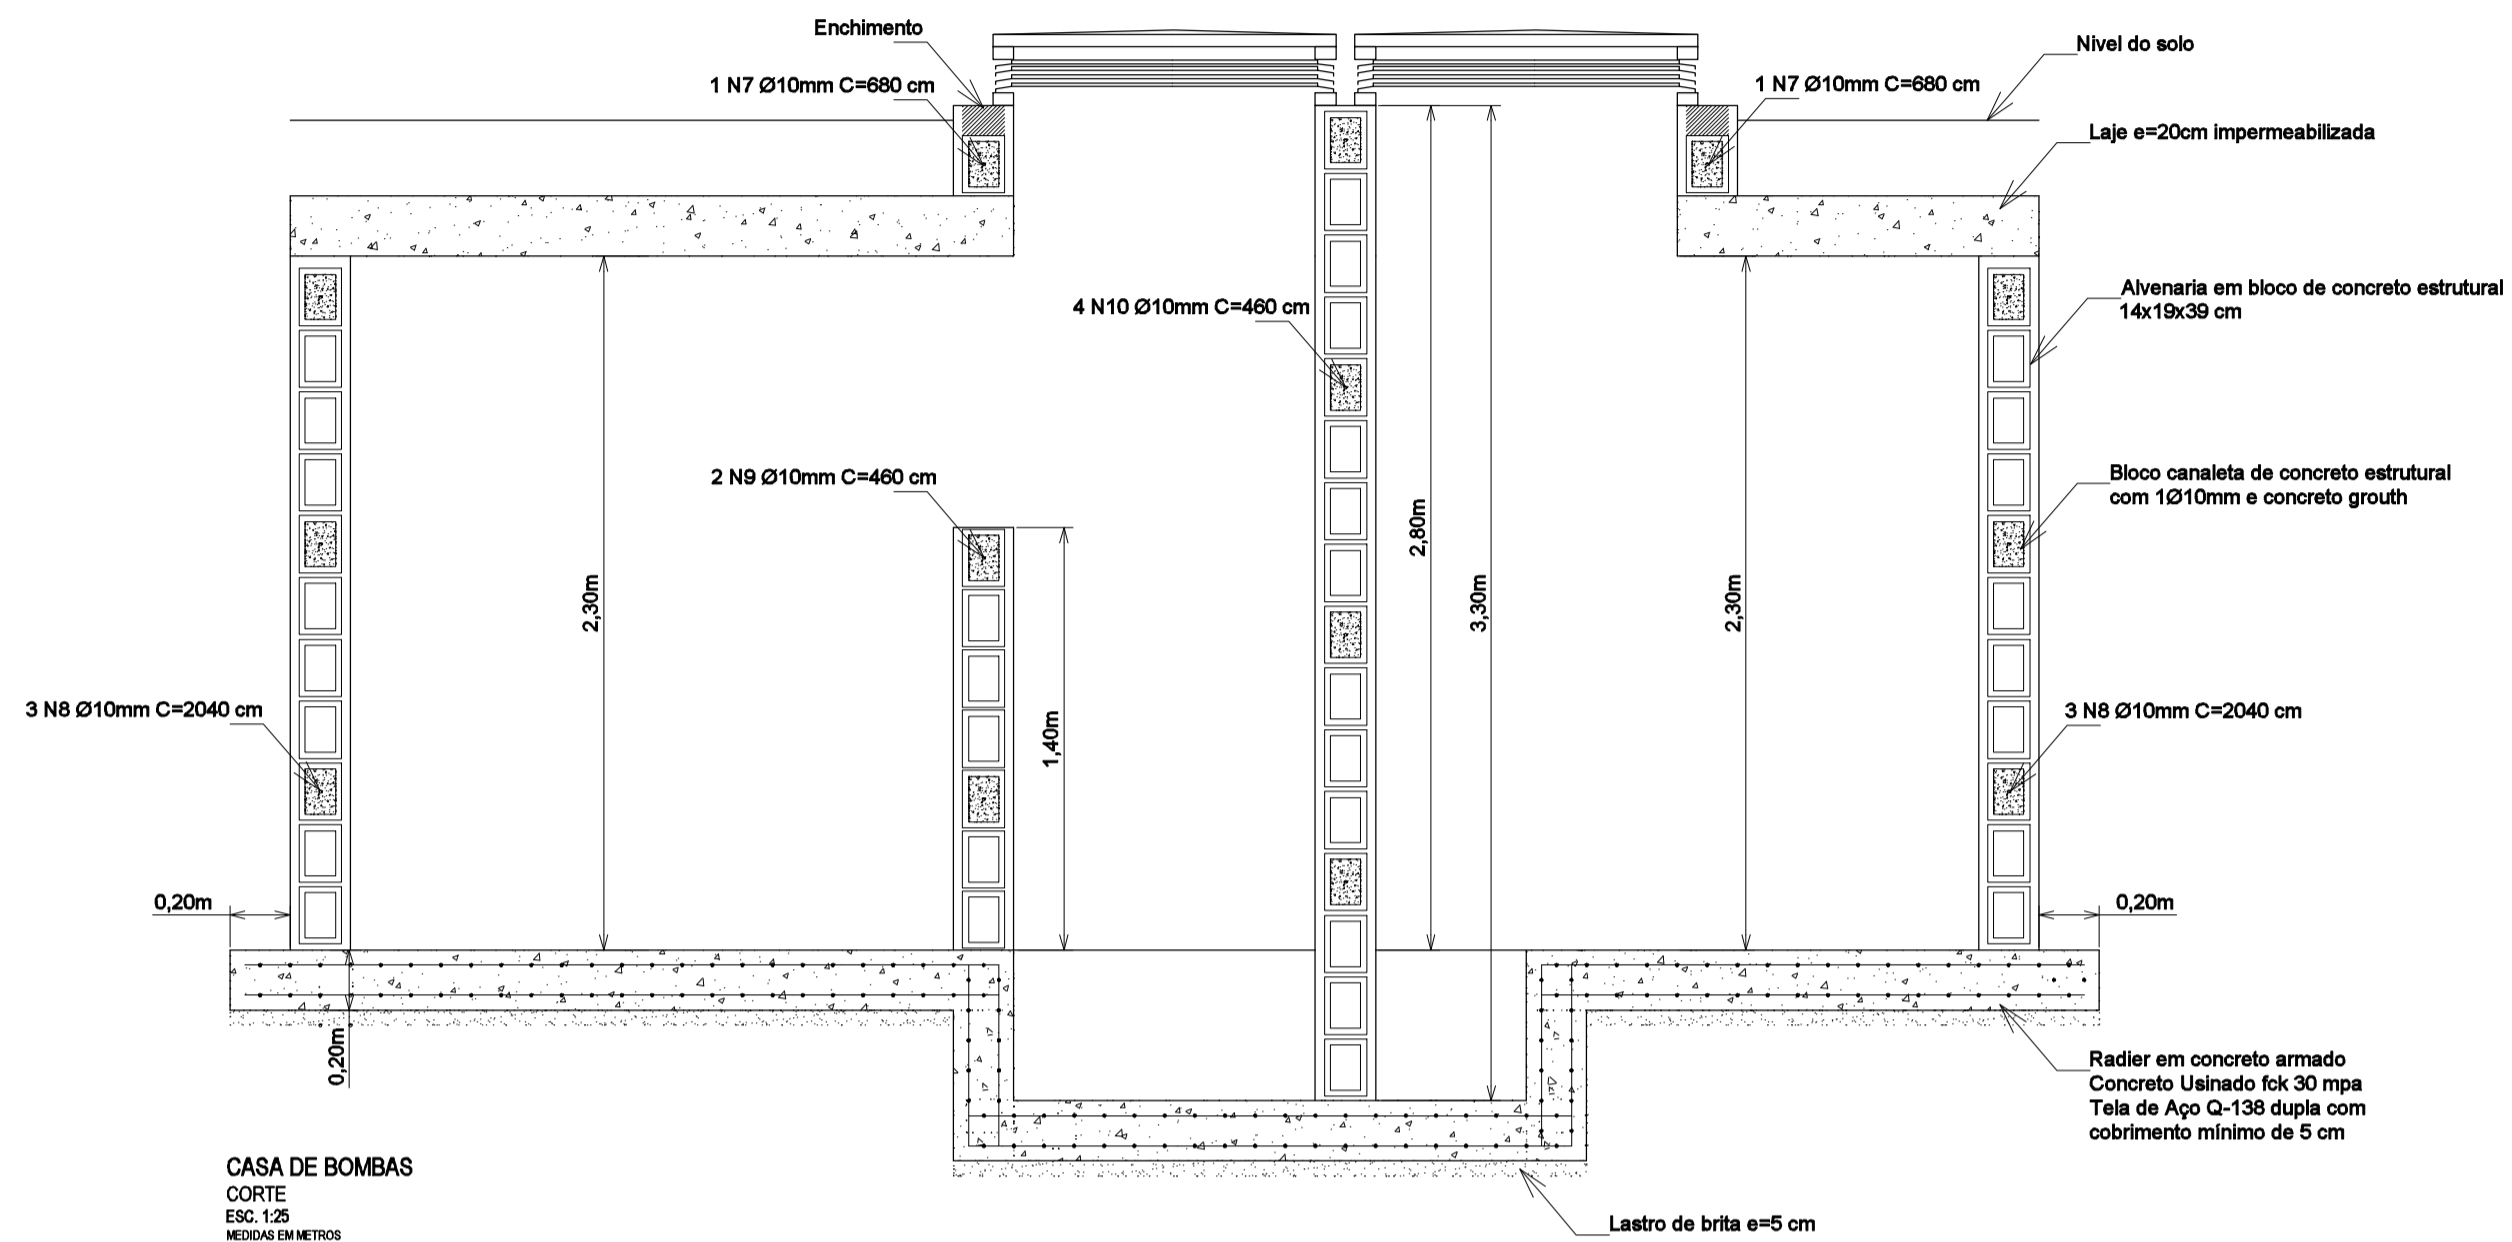 Enchimento
Nivel do solo
1 N7 Ø10mm C=680 cm
1 N7 Ø10mm C=680 cm
Laje e=20cm impermeabilizada
4 N10 Ø10mm C=460 cm
Alvenaria em bloco de concreto estrutural
14x19x39 cm
2 N9 Ø10mm C=460 cm
Bloco canaleta de concreto estrutural
com 1Ø10mm e concreto grouth
2,80m
2,30m
3,30m
2,30m
1,40m
3 N8 Ø10mm C=2040 cm
3 N8 Ø10mm C=2040 cm
0,20m
0,20m
0,20m
Radier em concreto armado
Concreto Usinado fck 30 mpa
Tela de Aço Q-138 dupla com
cobrimento mínimo de 5 cm
CASA DE BOMBAS
CORTE
ESC. 1:25
MEDIDAS EM METROS
Lastro de brita e=5 cm